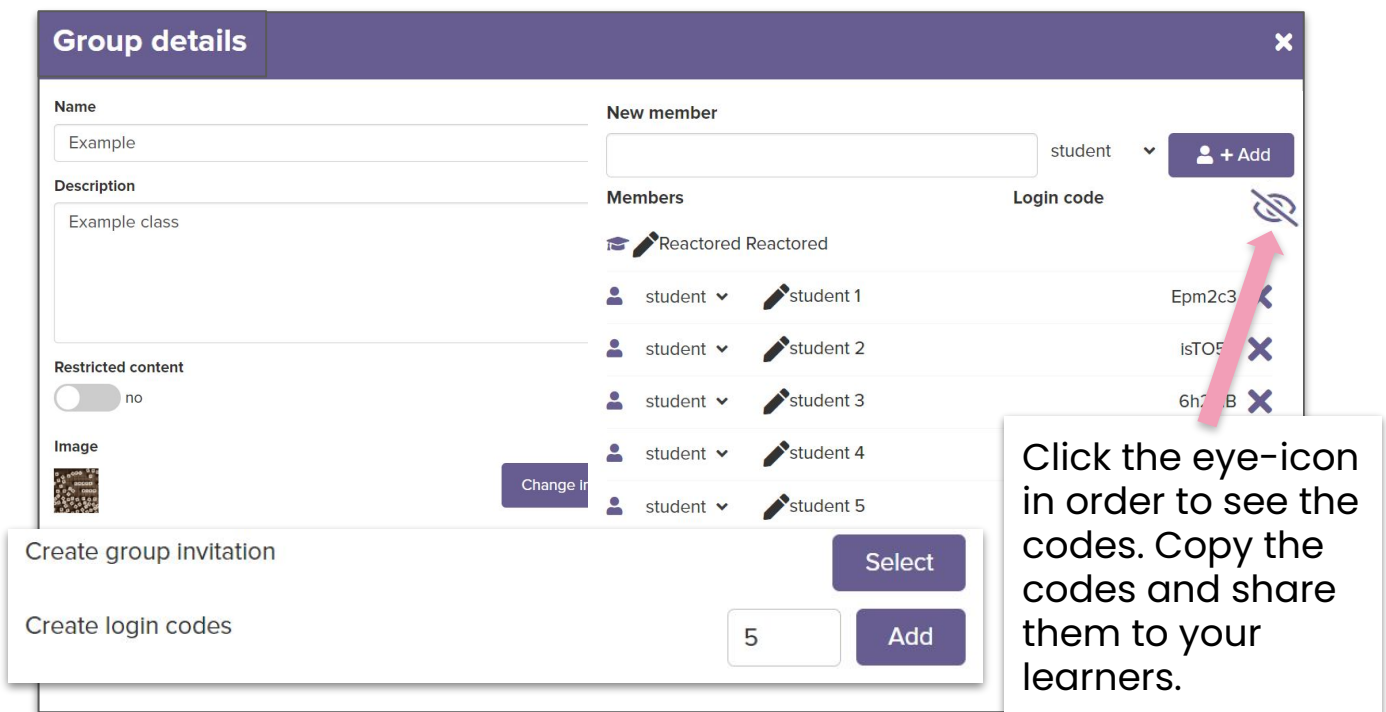 Group details
Name
Example
Description
Example class
Restricted content
no
Image
Change
New member
student
+ Add
Members
Login code
Reactored Reactored
student
student 1
Epm2c3
student
student 2
student
student 3
student
student 4
student
student 5
Create group invitation
Select
Create login codes
5
Add
Click the eye-icon
in order to see the
codes. Copy the
codes and share
them to your
learners.